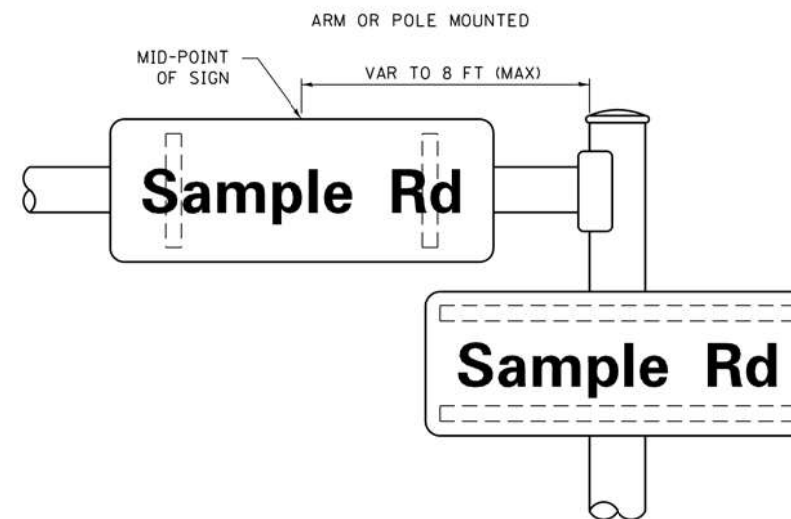 ARM OR POLE MOUNTED
MID-POINT
OF SIGN
VAR TO 8 FT (MAX)
Sample Rd
Sample Rd